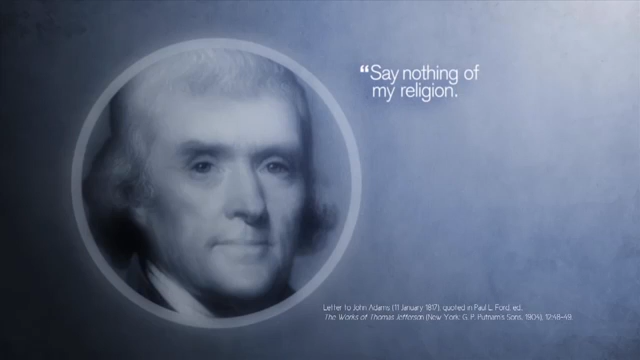 “Say nothing of
my religion.
Letter to John Adams (11 January 1817); quoted in Paul L. Ford, ed.,
The Works of Thomas Jefferson (New York: G. P. Putnam's Sons, 1904), 12:48–49.